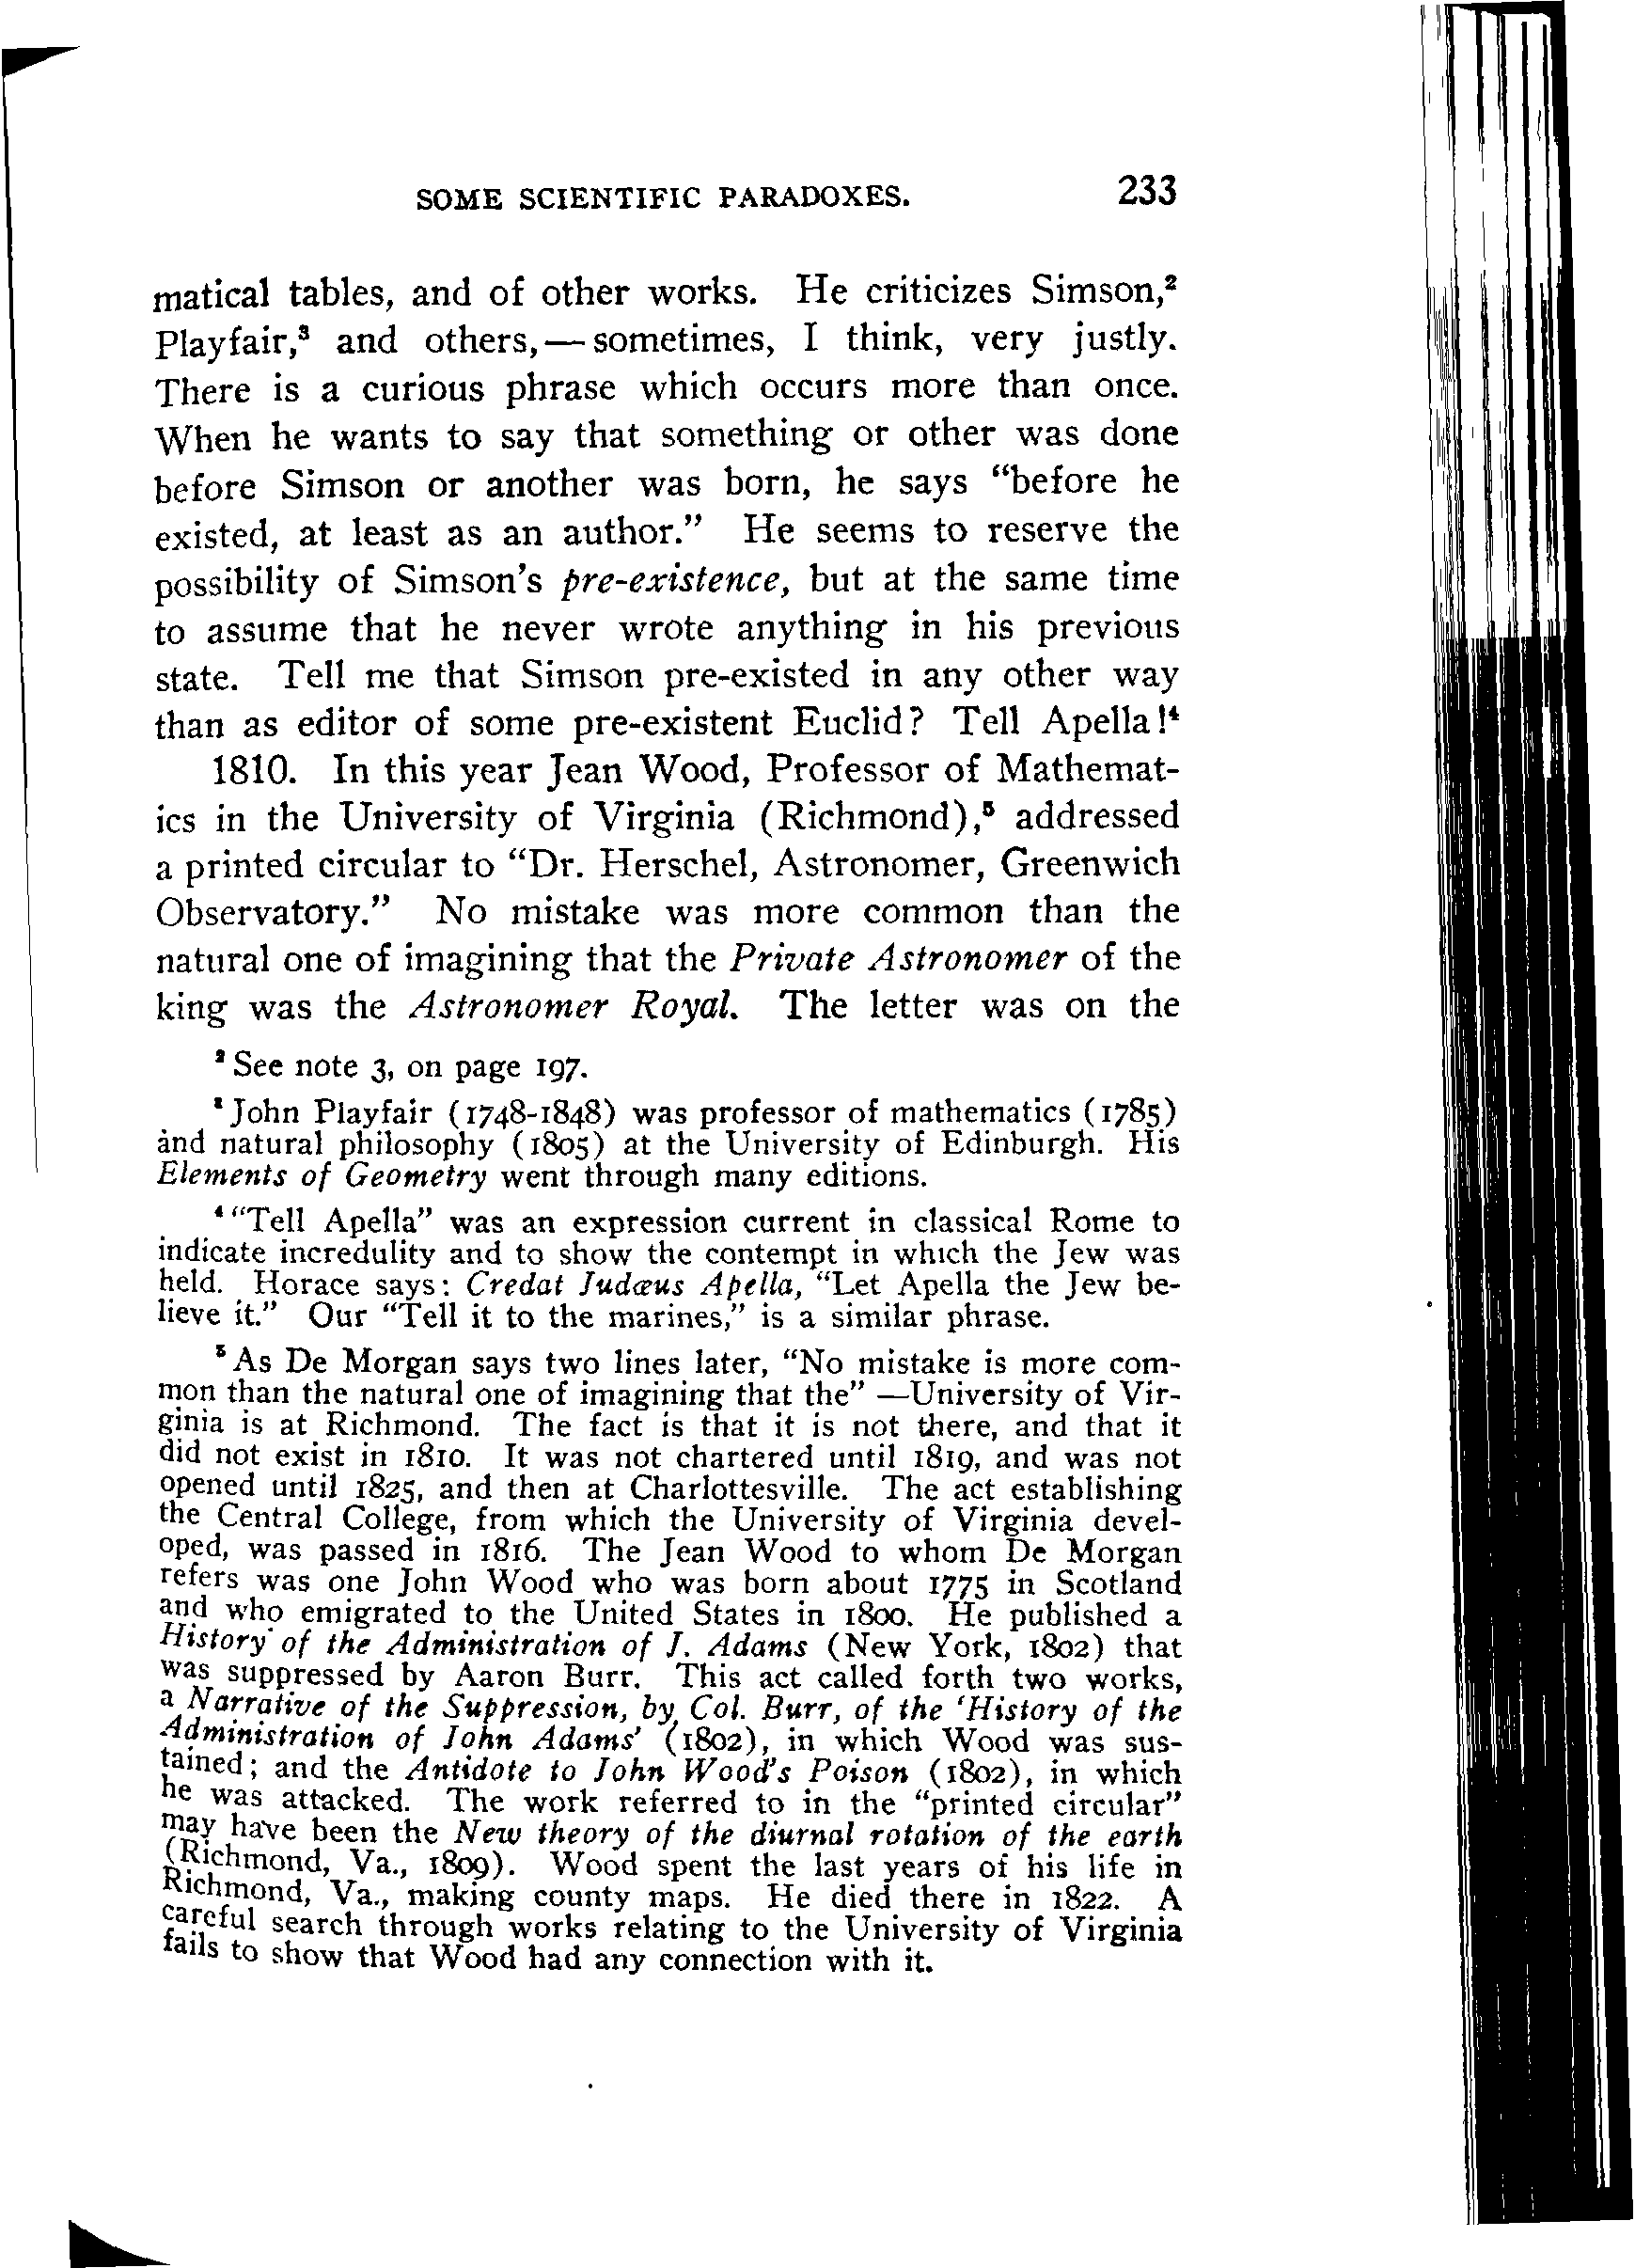 SOME SCIENTIFIC PARADOXES. 233
matical tables, and of other works. He criticizes Simson,²
Playfair,³ and others,—sometimes, I think, very justly.
There is a curious phrase which occurs more than once.
When he wants to say that something or other was done
before Simson or another was born, he says “before he
existed, at least as an author.” He seems to reserve the
possibility of Simson’s pre-existence, but at the same time
to assume that he never wrote anything in his previous
state. Tell me that Simson pre-existed in any other way
than as editor of some pre-existent Euclid? Tell Apella!⁴
1810. In this year Jean Wood, Professor of Mathemat-
ics in the University of Virginia (Richmond),⁵ addressed
a printed circular to “Dr. Herschel, Astronomer, Greenwich
Observatory.” No mistake was more common than the
natural one of imagining that the Private Astronomer of the
king was the Astronomer Royal. The letter was on the
² See note 3, on page 197.
³ John Playfair (1748-1848) was professor of mathematics (1785)
and natural philosophy (1805) at the University of Edinburgh. His
Elements of Geometry went through many editions.
⁴ “Tell Apella” was an expression current in classical Rome to
indicate incredulity and to show the contempt in which the Jew was
held. Horace says: Credat Judæus Apella, “Let Apella the Jew be-
lieve it.” Our “Tell it to the marines,” is a similar phrase.
⁵ As De Morgan says two lines later, “No mistake is more com-
mon than the natural one of imagining that the” —University of Vir-
ginia is at Richmond. The fact is that it is not there, and that it
did not exist in 1810. It was not chartered until 1819, and was not
opened until 1825, and then at Charlottesville. The act establishing
the Central College, from which the University of Virginia devel-
oped, was passed in 1816. The Jean Wood to whom De Morgan
refers was one John Wood who was born about 1775 in Scotland
and who emigrated to the United States in 1800. He published a
History of the Administration of J. Adams (New York, 1802) that
was suppressed by Aaron Burr. This act called forth two works,
a Narrative of the Suppression, by Col. Burr, of the ‘History of the
Administration of John Adams’ (1802), in which Wood was sus-
tained; and the Antidote to John Wood’s Poison (1802), in which
he was attacked. The work referred to in the “printed circular”
may have been the New theory of the diurnal rotation of the earth
(Richmond, Va., 1809). Wood spent the last years of his life in
Richmond, Va., making county maps. He died there in 1822. A
careful search through works relating to the University of Virginia
fails to show that Wood had any connection with it.